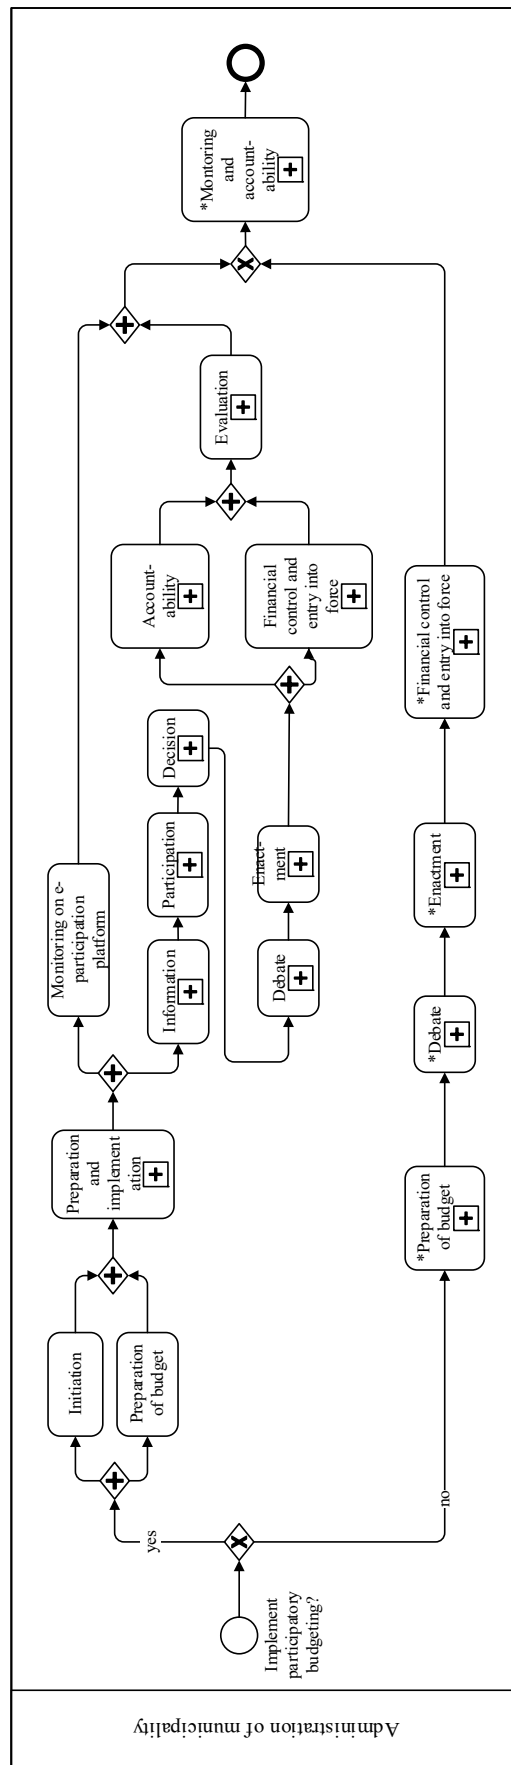 Administration of municipality
Implement
participatory
budgeting?
yes
no
Initiation
Preparation
of budget
Preparation
and
implement
ation
Monitoring on e-
participation
platform
Information
Participation
Decision
Debate
Enact-
ment
Account-
ability
Financial
control and
entry into
force
Evaluation
*Preparation
of budget
*Debate
*Enactment
*Financial control
and entry into force
*Montoring
and
account-
ability